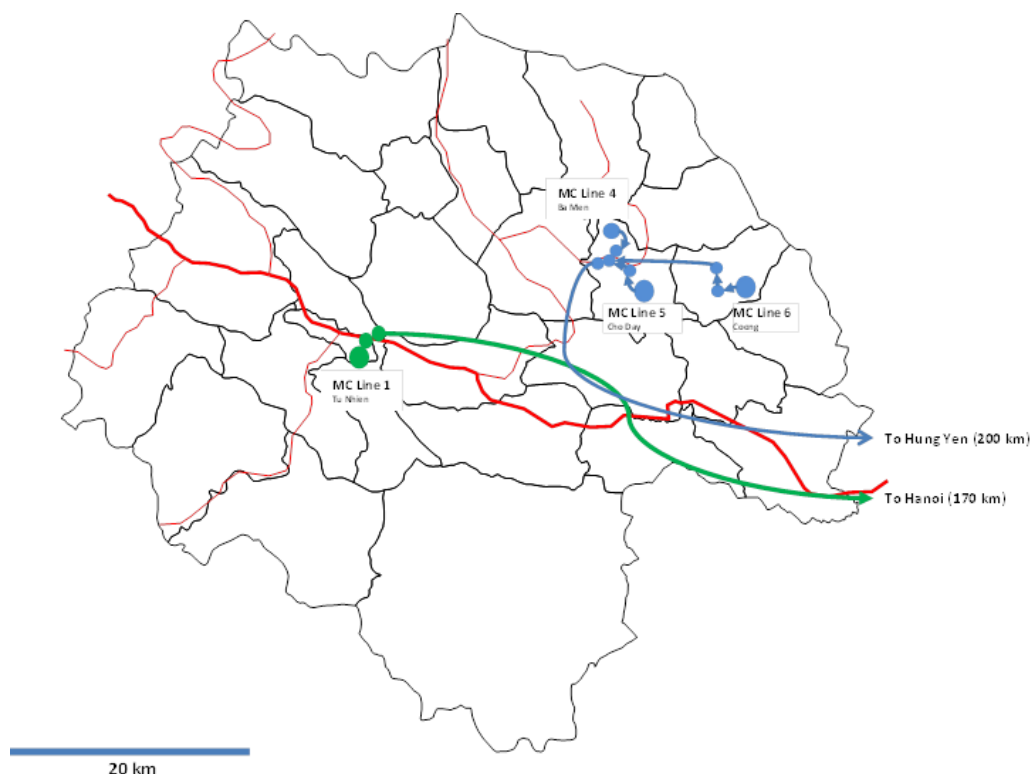 MC Line 4
Ba Men
MC Line 5
Cho Day
MC Line 6
Coong
MC Line 1
Tu Nhien
To Hung Yen (200 km)
To Hanoi (170 km)
20 km